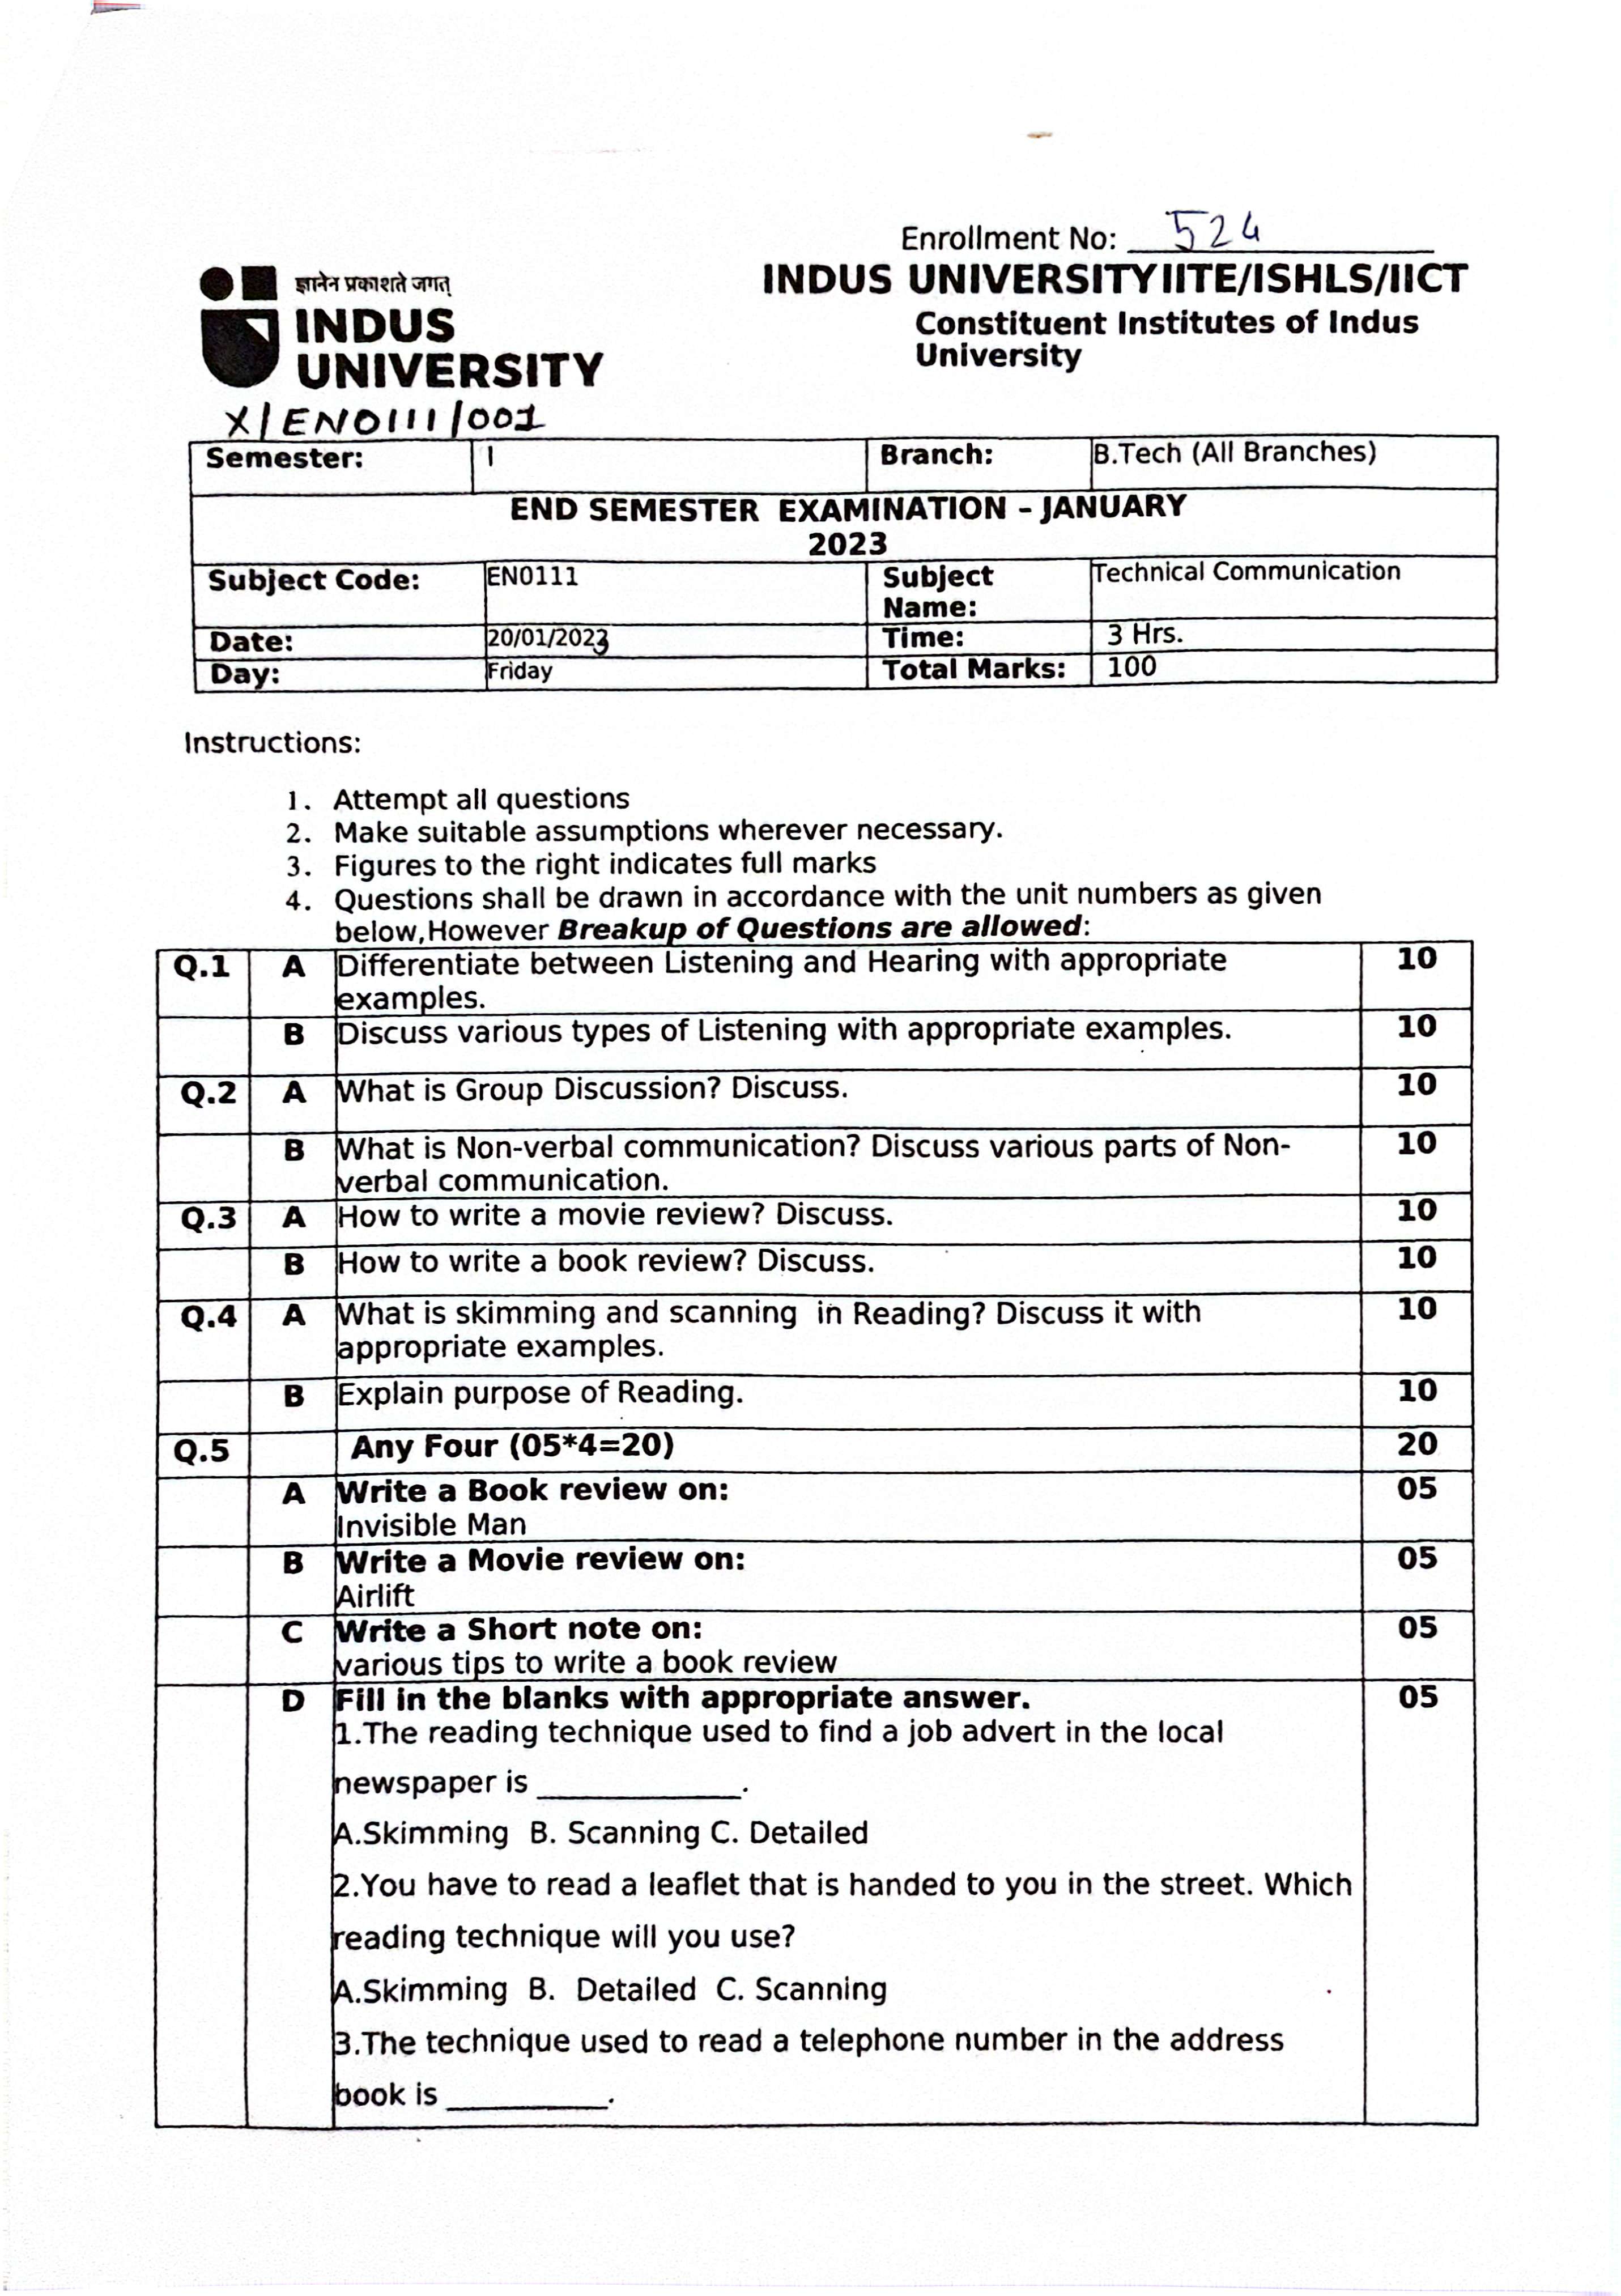 Enrollment No: 524
ज्ञानेन प्रकाशते जगत्
INDUS
UNIVERSITY
INDUS UNIVERSITYIITE/ISHLS/IICT
Constituent Institutes of Indus
University
X/EN0111/001
Semester: I Branch: B.Tech (All Branches)
END SEMESTER EXAMINATION - JANUARY
2023
Subject Code: EN0111 Subject Name: Technical Communication
Date: 20/01/2023 Time: 3 Hrs.
Day: Friday Total Marks: 100
Instructions:
1. Attempt all questions
2. Make suitable assumptions wherever necessary.
3. Figures to the right indicates full marks
4. Questions shall be drawn in accordance with the unit numbers as given
below,However Breakup of Questions are allowed:
Q.1 A Differentiate between Listening and Hearing with appropriate 10
examples.
B Discuss various types of Listening with appropriate examples. 10
Q.2 A What is Group Discussion? Discuss. 10
B What is Non-verbal communication? Discuss various parts of Non- 10
verbal communication.
Q.3 A How to write a movie review? Discuss. 10
B How to write a book review? Discuss. 10
Q.4 A What is skimming and scanning in Reading? Discuss it with 10
appropriate examples.
B Explain purpose of Reading. 10
Q.5 Any Four (05*4=20) 20
A Write a Book review on: 05
Invisible Man
B Write a Movie review on: 05
Airlift
C Write a Short note on: 05
various tips to write a book review
D Fill in the blanks with appropriate answer. 05
1.The reading technique used to find a job advert in the local
newspaper is ____________.
A.Skimming B. Scanning C. Detailed
2.You have to read a leaflet that is handed to you in the street. Which
reading technique will you use?
A.Skimming B. Detailed C. Scanning
3.The technique used to read a telephone number in the address
book is __________.